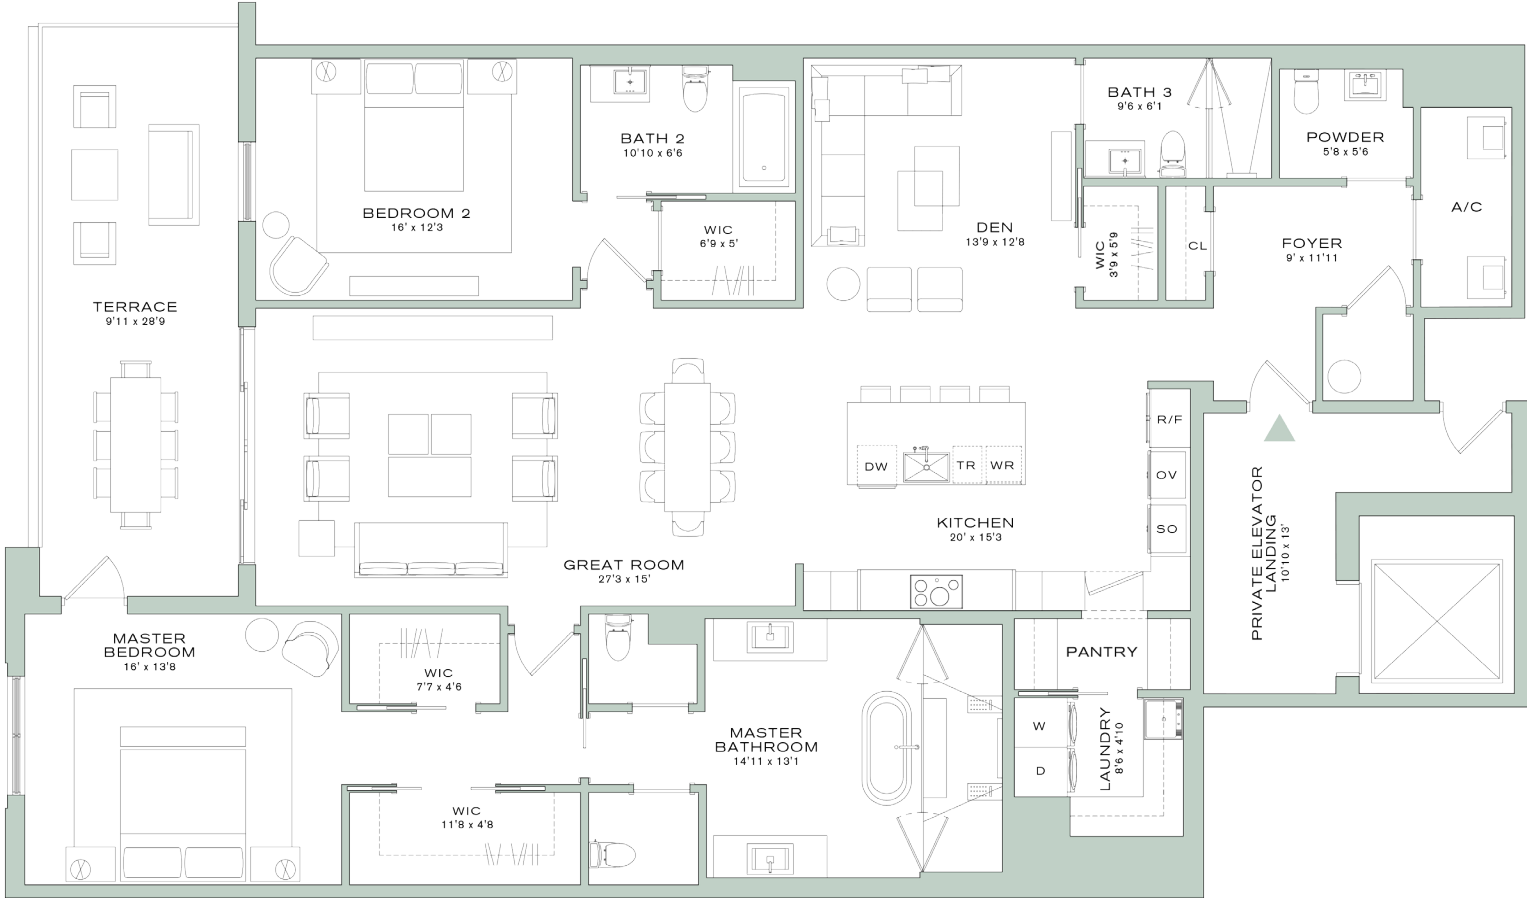 TERRACE
9'11 x 28'9
BEDROOM 2
16' x 12'3
BATH 2
10'10 x 6'6
WIC
6'9 x 5'
DEN
13'9 x 12'8
BATH 3
9'6 x 6'1
WIC
3'9 x 5'9
CL
POWDER
5'8 x 5'6
FOYER
9' x 11'11
A/C
GREAT ROOM
27'3 x 15'
KITCHEN
20' x 15'3
DW
TR
WR
R/F
OV
SO
PRIVATE ELEVATOR
LANDING
10'10 x 13'
MASTER
BEDROOM
16' x 13'8
WIC
7'7 x 4'6
WIC
11'8 x 4'8
MASTER
BATHROOM
14'11 x 13'1
PANTRY
LAUNDRY
8'6 x 4'10
W
D